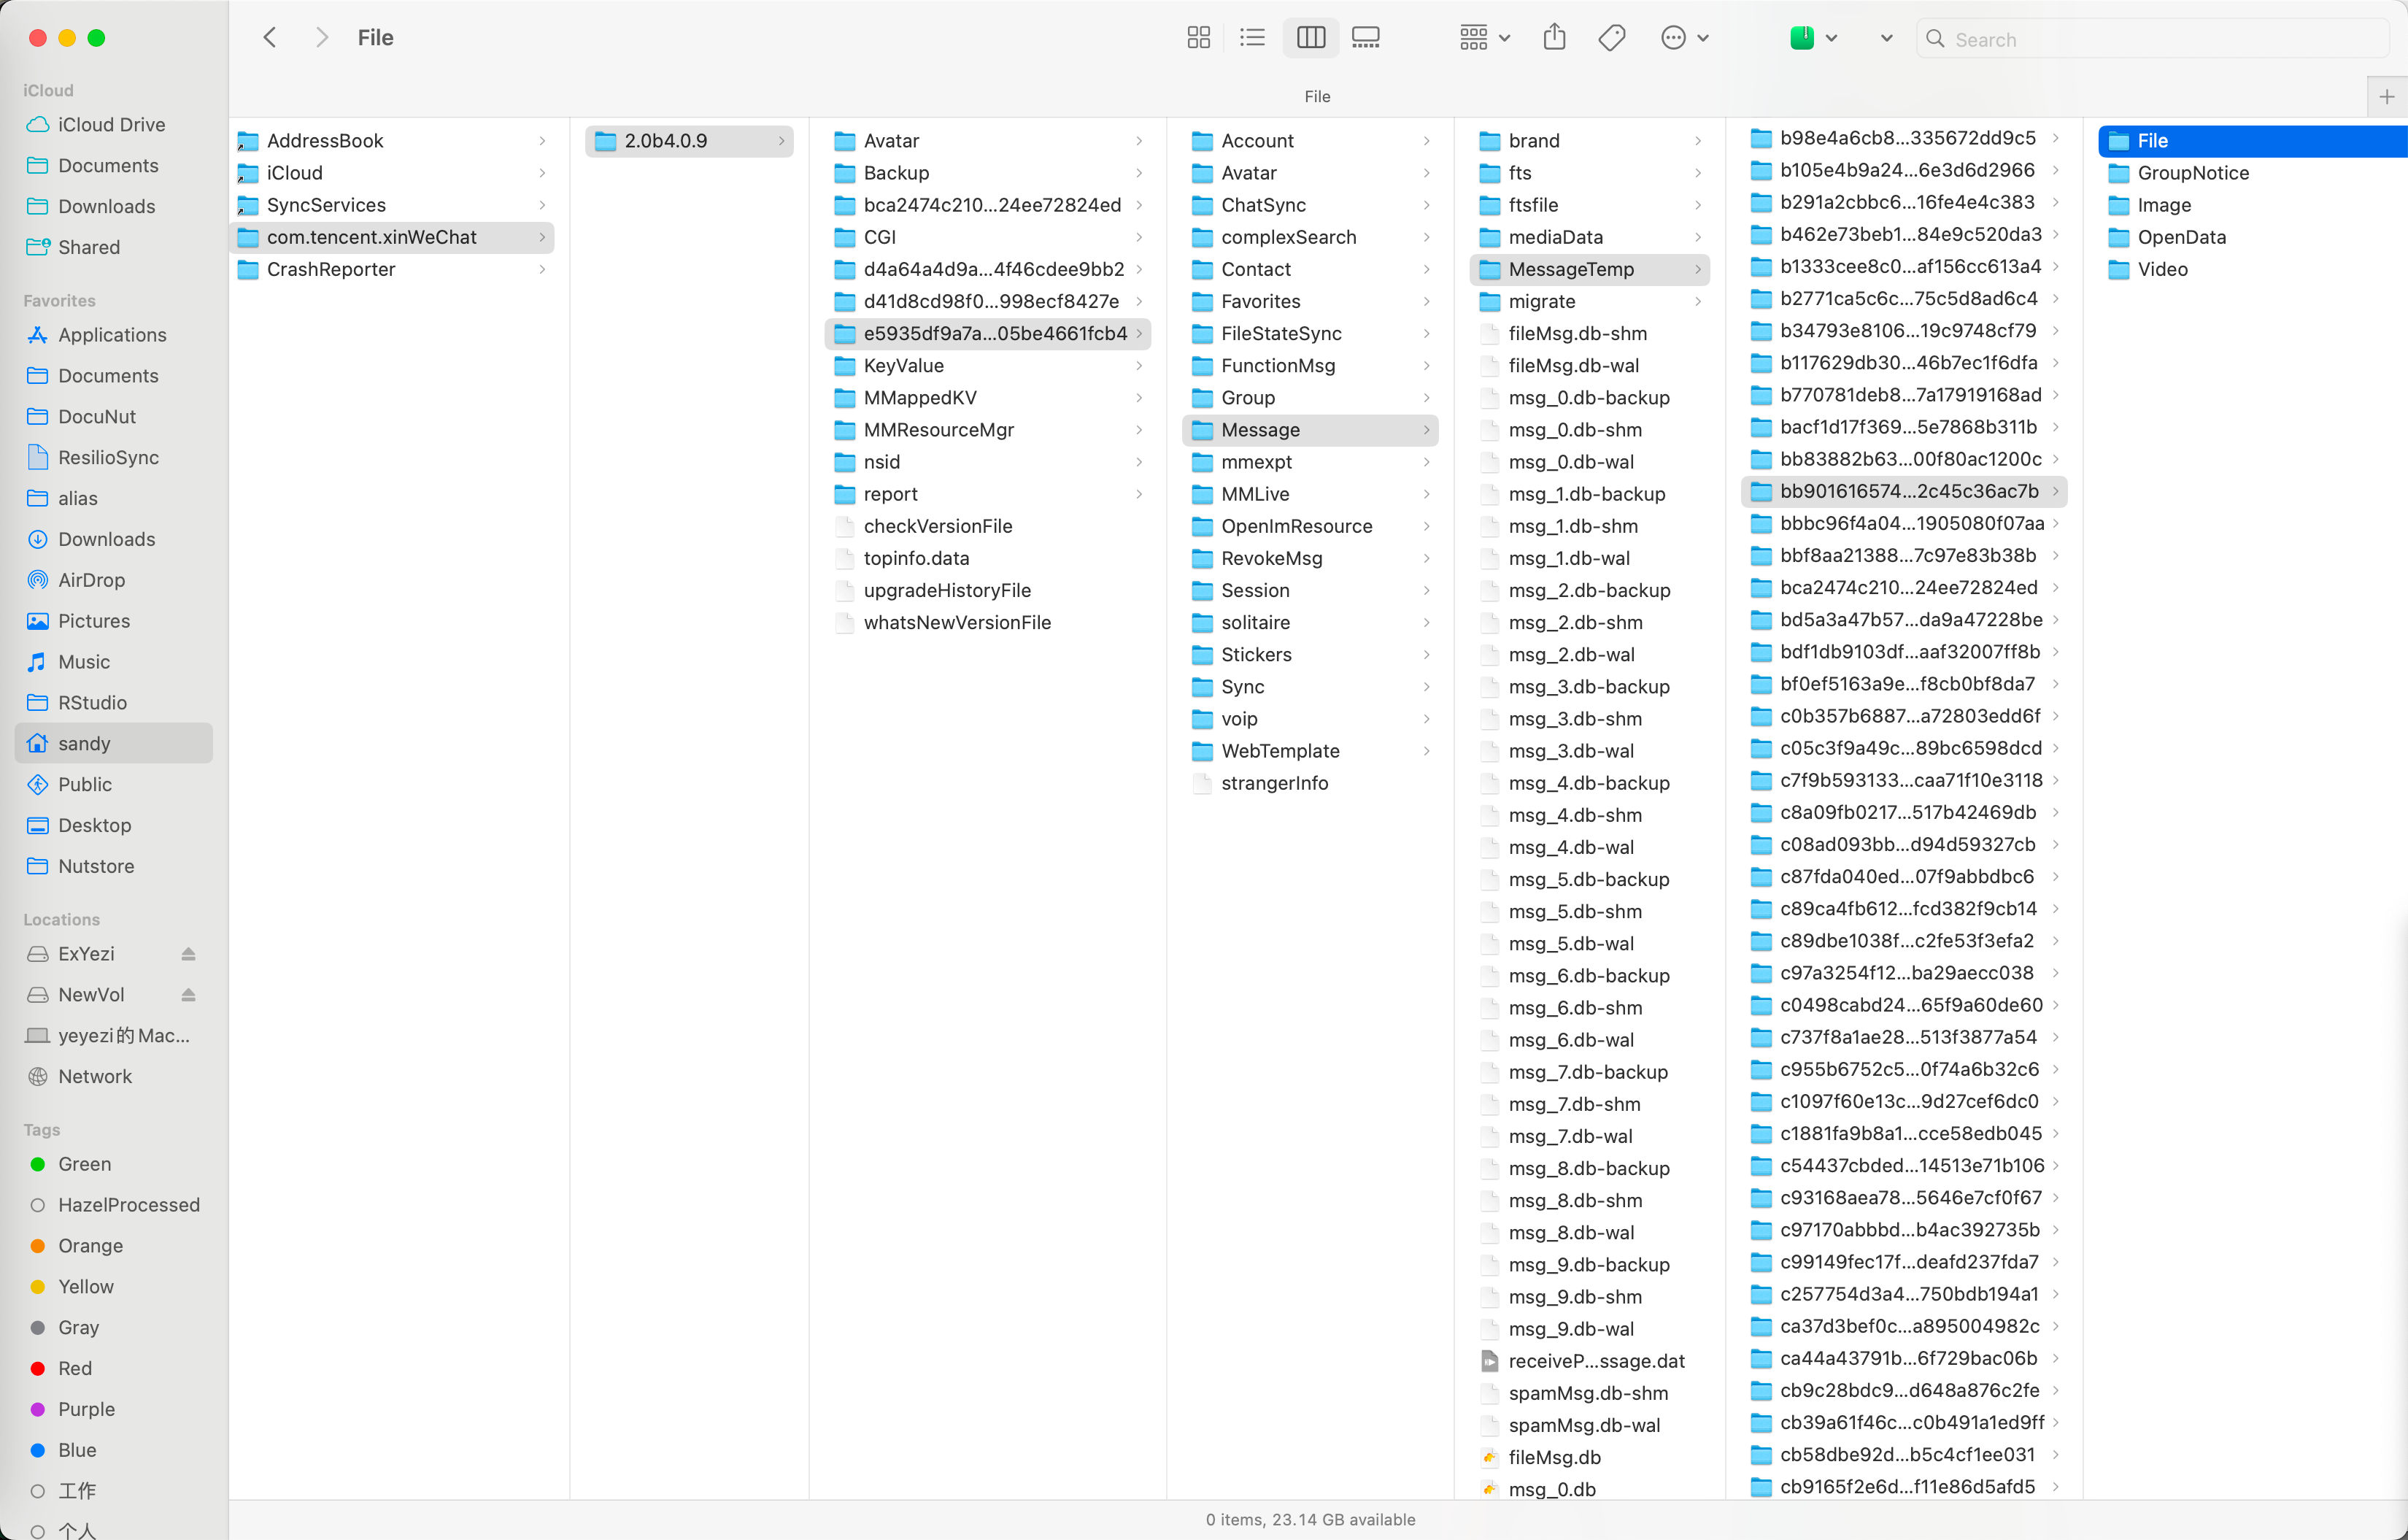 File
Search
File
iCloud
iCloud Drive
Documents
Downloads
Shared
Favorites
Applications
Documents
DocuNut
ResilioSync
alias
Downloads
AirDrop
Pictures
Music
RStudio
sandy
Public
Desktop
Nutstore
Locations
ExYezi
NewVol
yeyezi的 Mac...
Network
Tags
Green
HazelProcessed
Orange
Yellow
Gray
Red
Purple
Blue
工作
个人
AddressBook
iCloud
SyncServices
com.tencent.xinWeChat
CrashReporter
2.0b4.0.9
Avatar
Backup
bca2474c210...24ee72824ed
CGI
d4a64a4d9a...4f46cdee9bb2
d41d8cd98f0...998ecf8427e
e5935df9a7a...05be4661fcb4
KeyValue
MMappedKV
MMResourceMgr
nsid
report
checkVersionFile
topinfo.data
upgradeHistoryFile
whatsNewVersionFile
Account
Avatar
ChatSync
complexSearch
Contact
Favorites
FileStateSync
FunctionMsg
Group
Message
mmexpt
MMLive
OpenImResource
RevokeMsg
Session
solitaire
Stickers
Sync
voip
WebTemplate
strangerInfo
brand
fts
ftsfile
mediaData
MessageTemp
migrate
fileMsg.db-shm
fileMsg.db-wal
msg_0.db-backup
msg_0.db-shm
msg_0.db-wal
msg_1.db-backup
msg_1.db-shm
msg_1.db-wal
msg_2.db-backup
msg_2.db-shm
msg_2.db-wal
msg_3.db-backup
msg_3.db-shm
msg_3.db-wal
msg_4.db-backup
msg_4.db-shm
msg_4.db-wal
msg_5.db-backup
msg_5.db-shm
msg_5.db-wal
msg_6.db-backup
msg_6.db-shm
msg_6.db-wal
msg_7.db-backup
msg_7.db-shm
msg_7.db-wal
msg_8.db-backup
msg_8.db-shm
msg_8.db-wal
msg_9.db-backup
msg_9.db-shm
msg_9.db-wal
receiveP...ssage.dat
spamMsg.db-shm
spamMsg.db-wal
fileMsg.db
msg_0.db
b98e4a6cb8...335672dd9c5
b105e4b9a24...6e3d6d2966
b291a2cbbc6...16fe4e4c383
b462e73beb1...84e9c520da3
b1333cee8c0...af156cc613a4
b2771ca5c6c...75c5d8ad6c4
b34793e8106...19c9748cf79
b117629db30...46b7ec1f6dfa
b770781deb8...7a17919168ad
bacf1d17f369...5e7868b311b
bb83882b63...00f80ac1200c
bb901616574...2c45c36ac7b
bbbc96f4a04...1905080f07aa
bbf8aa21388...7c97e83b38b
bca2474c210...24ee72824ed
bd5a3a47b57...da9a47228be
bdf1db9103df...aaf32007ff8b
bf0ef5163a9e...f8cb0bf8da7
c0b357b6887...a72803edd6f
c05c3f9a49c...89bc6598dcd
c7f9b593133...caa71f10e3118
c8a09fb0217...517b42469db
c08ad093bb...d94d59327cb
c87fda040ed...07f9abbdbc6
c89ca4fb612...fcd382f9cb14
c89dbe1038f...c2fe53f3efa2
c97a3254f12...ba29aecc038
c0498cabd24...65f9a60de60
c737f8a1ae28...513f3877a54
c955b6752c5...0f74a6b32c6
c1097f60e13c...9d27cef6dc0
c1881fa9b8a1...cce58edb045
c54437cbded...14513e71b106
c93168aea78...5646e7cf0f67
c97170abbbd...b4ac392735b
c99149fec17f...deafd237fda7
c257754d3a4...750bdb194a1
ca37d3bef0c...a895004982c
ca44a43791b...6f729bac06b
cb9c28bdc9...d648a876c2fe
cb39a61f46c...c0b491a1ed9ff
cb58dbe92d...b5c4cf1ee031
cb9165f2e6d...f11e86d5afd5
File
GroupNotice
Image
OpenData
Video
0 items, 23.14 GB available